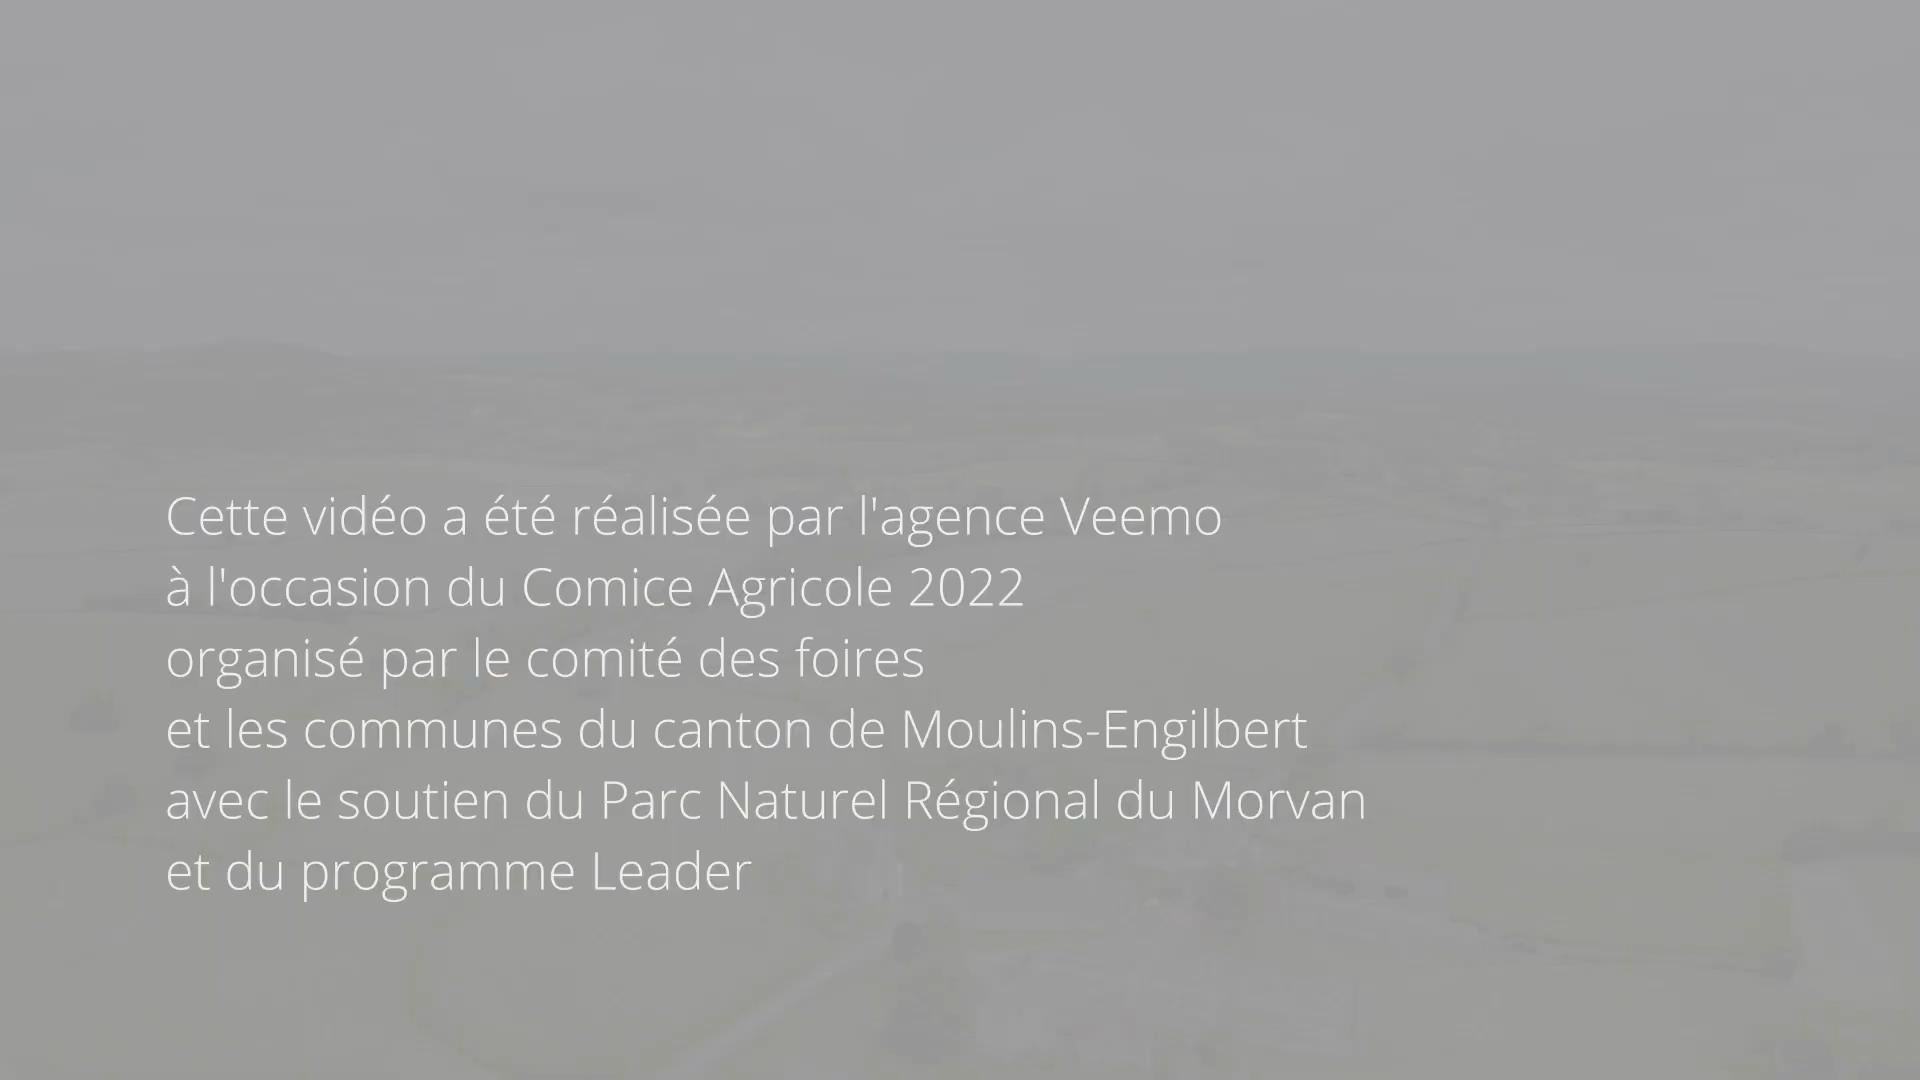 Cette vidéo a été réalisée par l'agence Veemo
à l'occasion du Comice Agricole 2022
organisé par le comité des foires
et les communes du canton de Moulins-Engilbert
avec le soutien du Parc Naturel Régional du Morvan
et du programme Leader